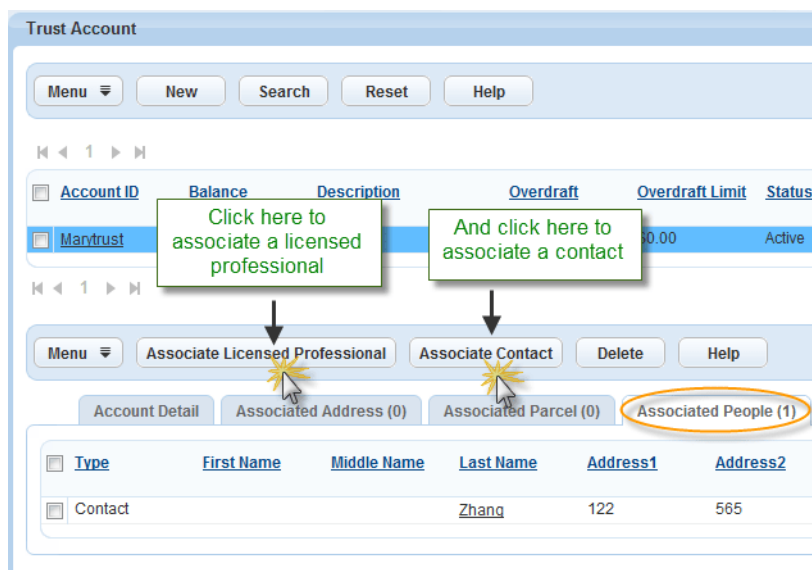 Trust Account
Menu New Search Reset Help
1
Account ID Balance Description Overdraft Overdraft Limit Status
Click here to
associate a licensed
professional
And click here to
associate a contact
Marytrust Active
1
Menu Associate Licensed Professional Associate Contact Delete Help
Account Detail Associated Address (0) Associated Parcel (0) Associated People (1)
Type First Name Middle Name Last Name Address1 Address2
Contact Zhang 122 565